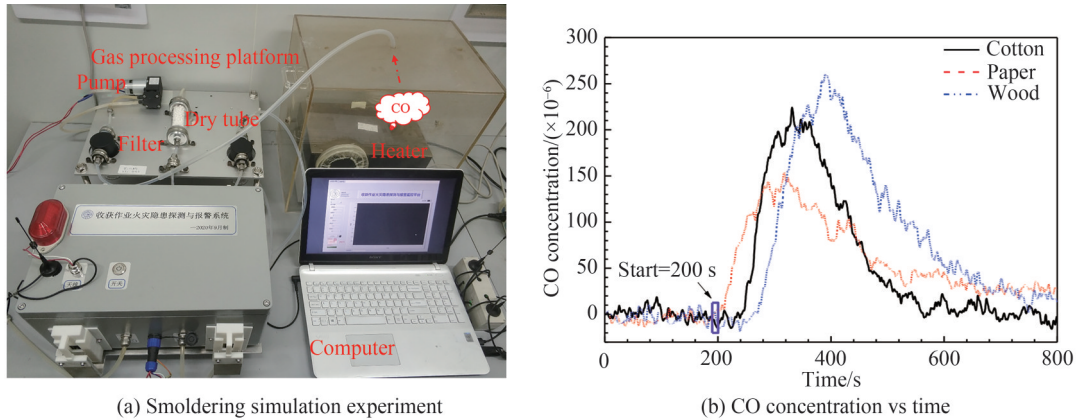 Gas processing platform
Pump
CO
Dry tube
Filter
Heater
收获作业火灾隐患探测与报警系统
开关
Computer
(a) Smoldering simulation experiment
300
250
200
150
100
50
0
CO concentration/(×10⁻⁶)
Cotton
Paper
Wood
Start=200 s
0 200 400 600 800
Time/s
(b) CO concentration vs time